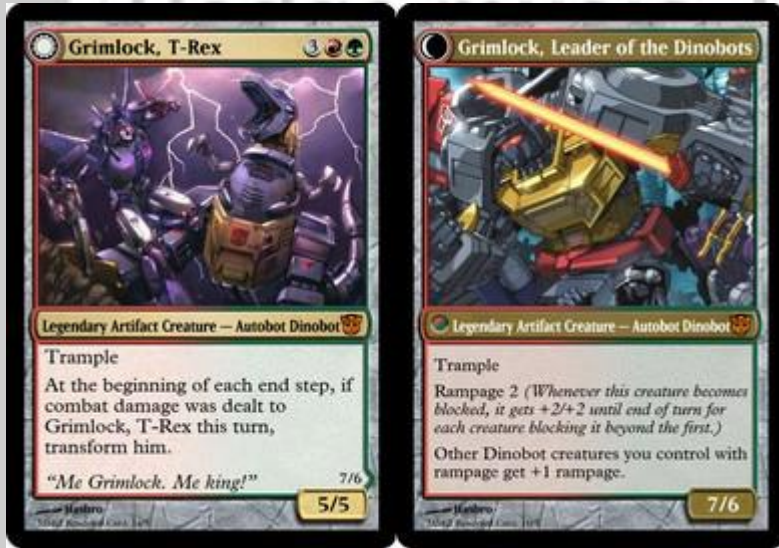 Grimlock, T-Rex 3
Legendary Artifact Creature — Autobot Dinobot
Trample
At the beginning of each end step, if
combat damage was dealt to
Grimlock, T-Rex this turn,
transform him.
"Me Grimlock. Me king!"
7/6
Hasbro
5/5
Grimlock, Leader of the Dinobots
Legendary Artifact Creature — Autobot Dinobot
Trample
Rampage 2 (Whenever this creature becomes
blocked, it gets +2/+2 until end of turn for
each creature blocking it beyond the first.)
Other Dinobot creatures you control with
rampage get +1 rampage.
Hasbro
7/6